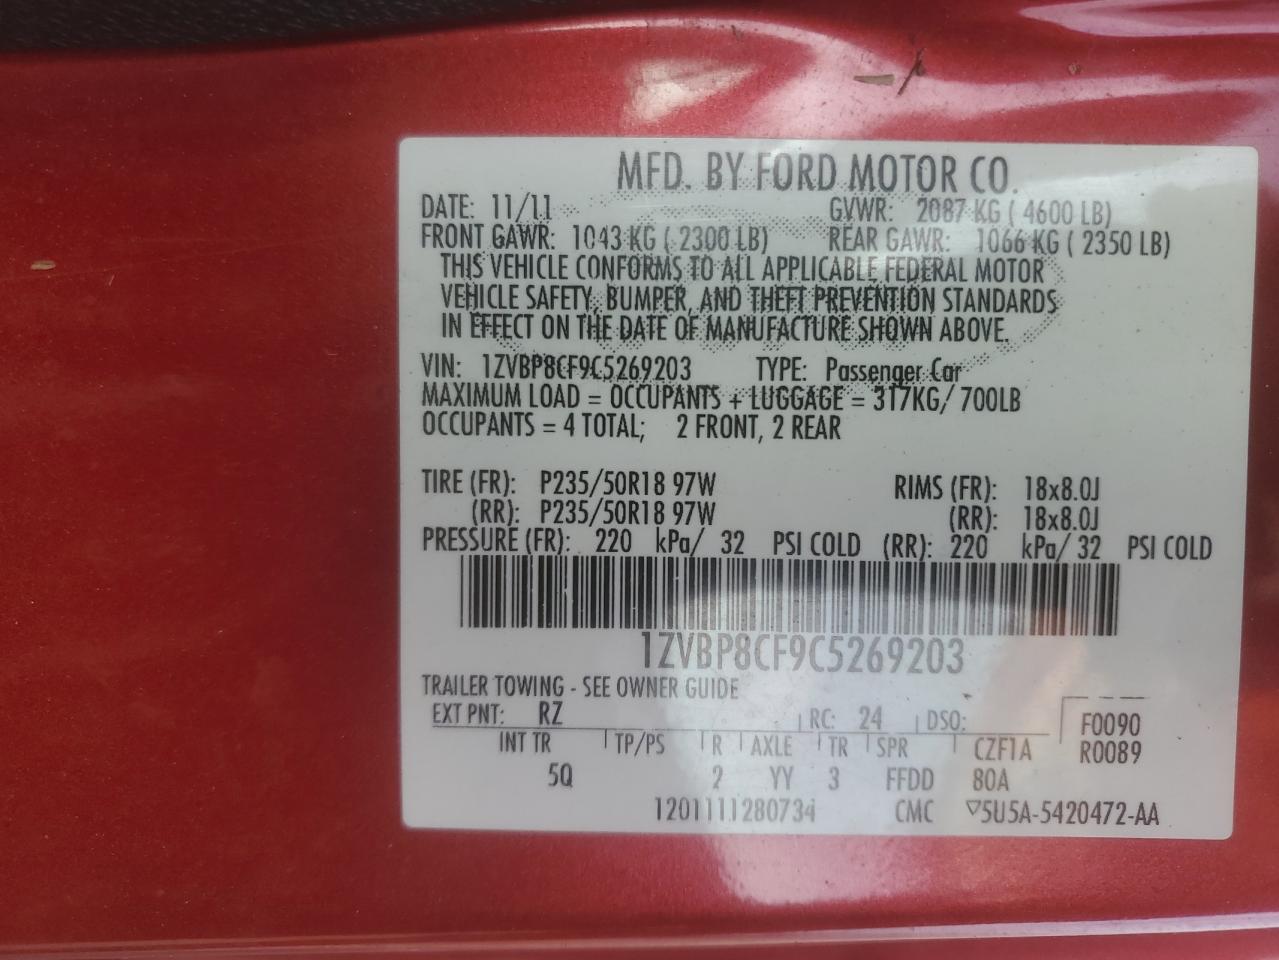 MFD. BY FORD MOTOR CO.
DATE: 11/11 GVWR: 2087 KG ( 4600 LB)
FRONT GAWR: 1043 KG ( 2300 LB) REAR GAWR: 1066 KG ( 2350 LB)
THIS VEHICLE CONFORMS TO ALL APPLICABLE FEDERAL MOTOR
VEHICLE SAFETY, BUMPER, AND THEFT PREVENTION STANDARDS
IN EFFECT ON THE DATE OF MANUFACTURE SHOWN ABOVE.
VIN: 1ZVBP8CF9C5269203 TYPE: Passenger Car
MAXIMUM LOAD = OCCUPANTS + LUGGAGE = 317KG/ 700LB
OCCUPANTS = 4 TOTAL; 2 FRONT, 2 REAR
TIRE (FR): P235/50R18 97W RIMS (FR): 18x8.0J
(RR): P235/50R18 97W (RR): 18x8.0J
PRESSURE (FR): 220 kPa/ 32 PSI COLD (RR): 220 kPa/ 32 PSI COLD
1ZVBP8CF9C5269203
TRAILER TOWING - SEE OWNER GUIDE
EXT PNT: RZ RC: 24 DSO: F0090
INT TR TP/PS R AXLE TR SPR CZF1A R0089
5Q 2 YY 3 FFDD 80A
1201111280734 CMC ▽5U5A-5420472-AA